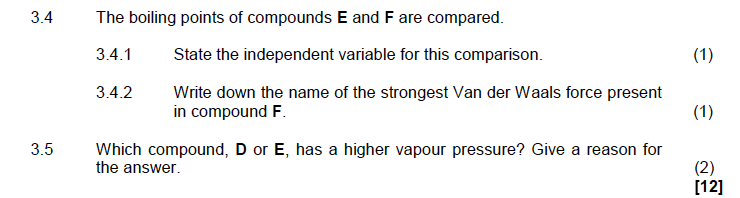 3.4 The boiling points of compounds E and F are compared.
3.4.1 State the independent variable for this comparison. (1)
3.4.2 Write down the name of the strongest Van der Waals force present
in compound F. (1)
3.5 Which compound, D or E, has a higher vapour pressure? Give a reason for
the answer. (2)
[12]